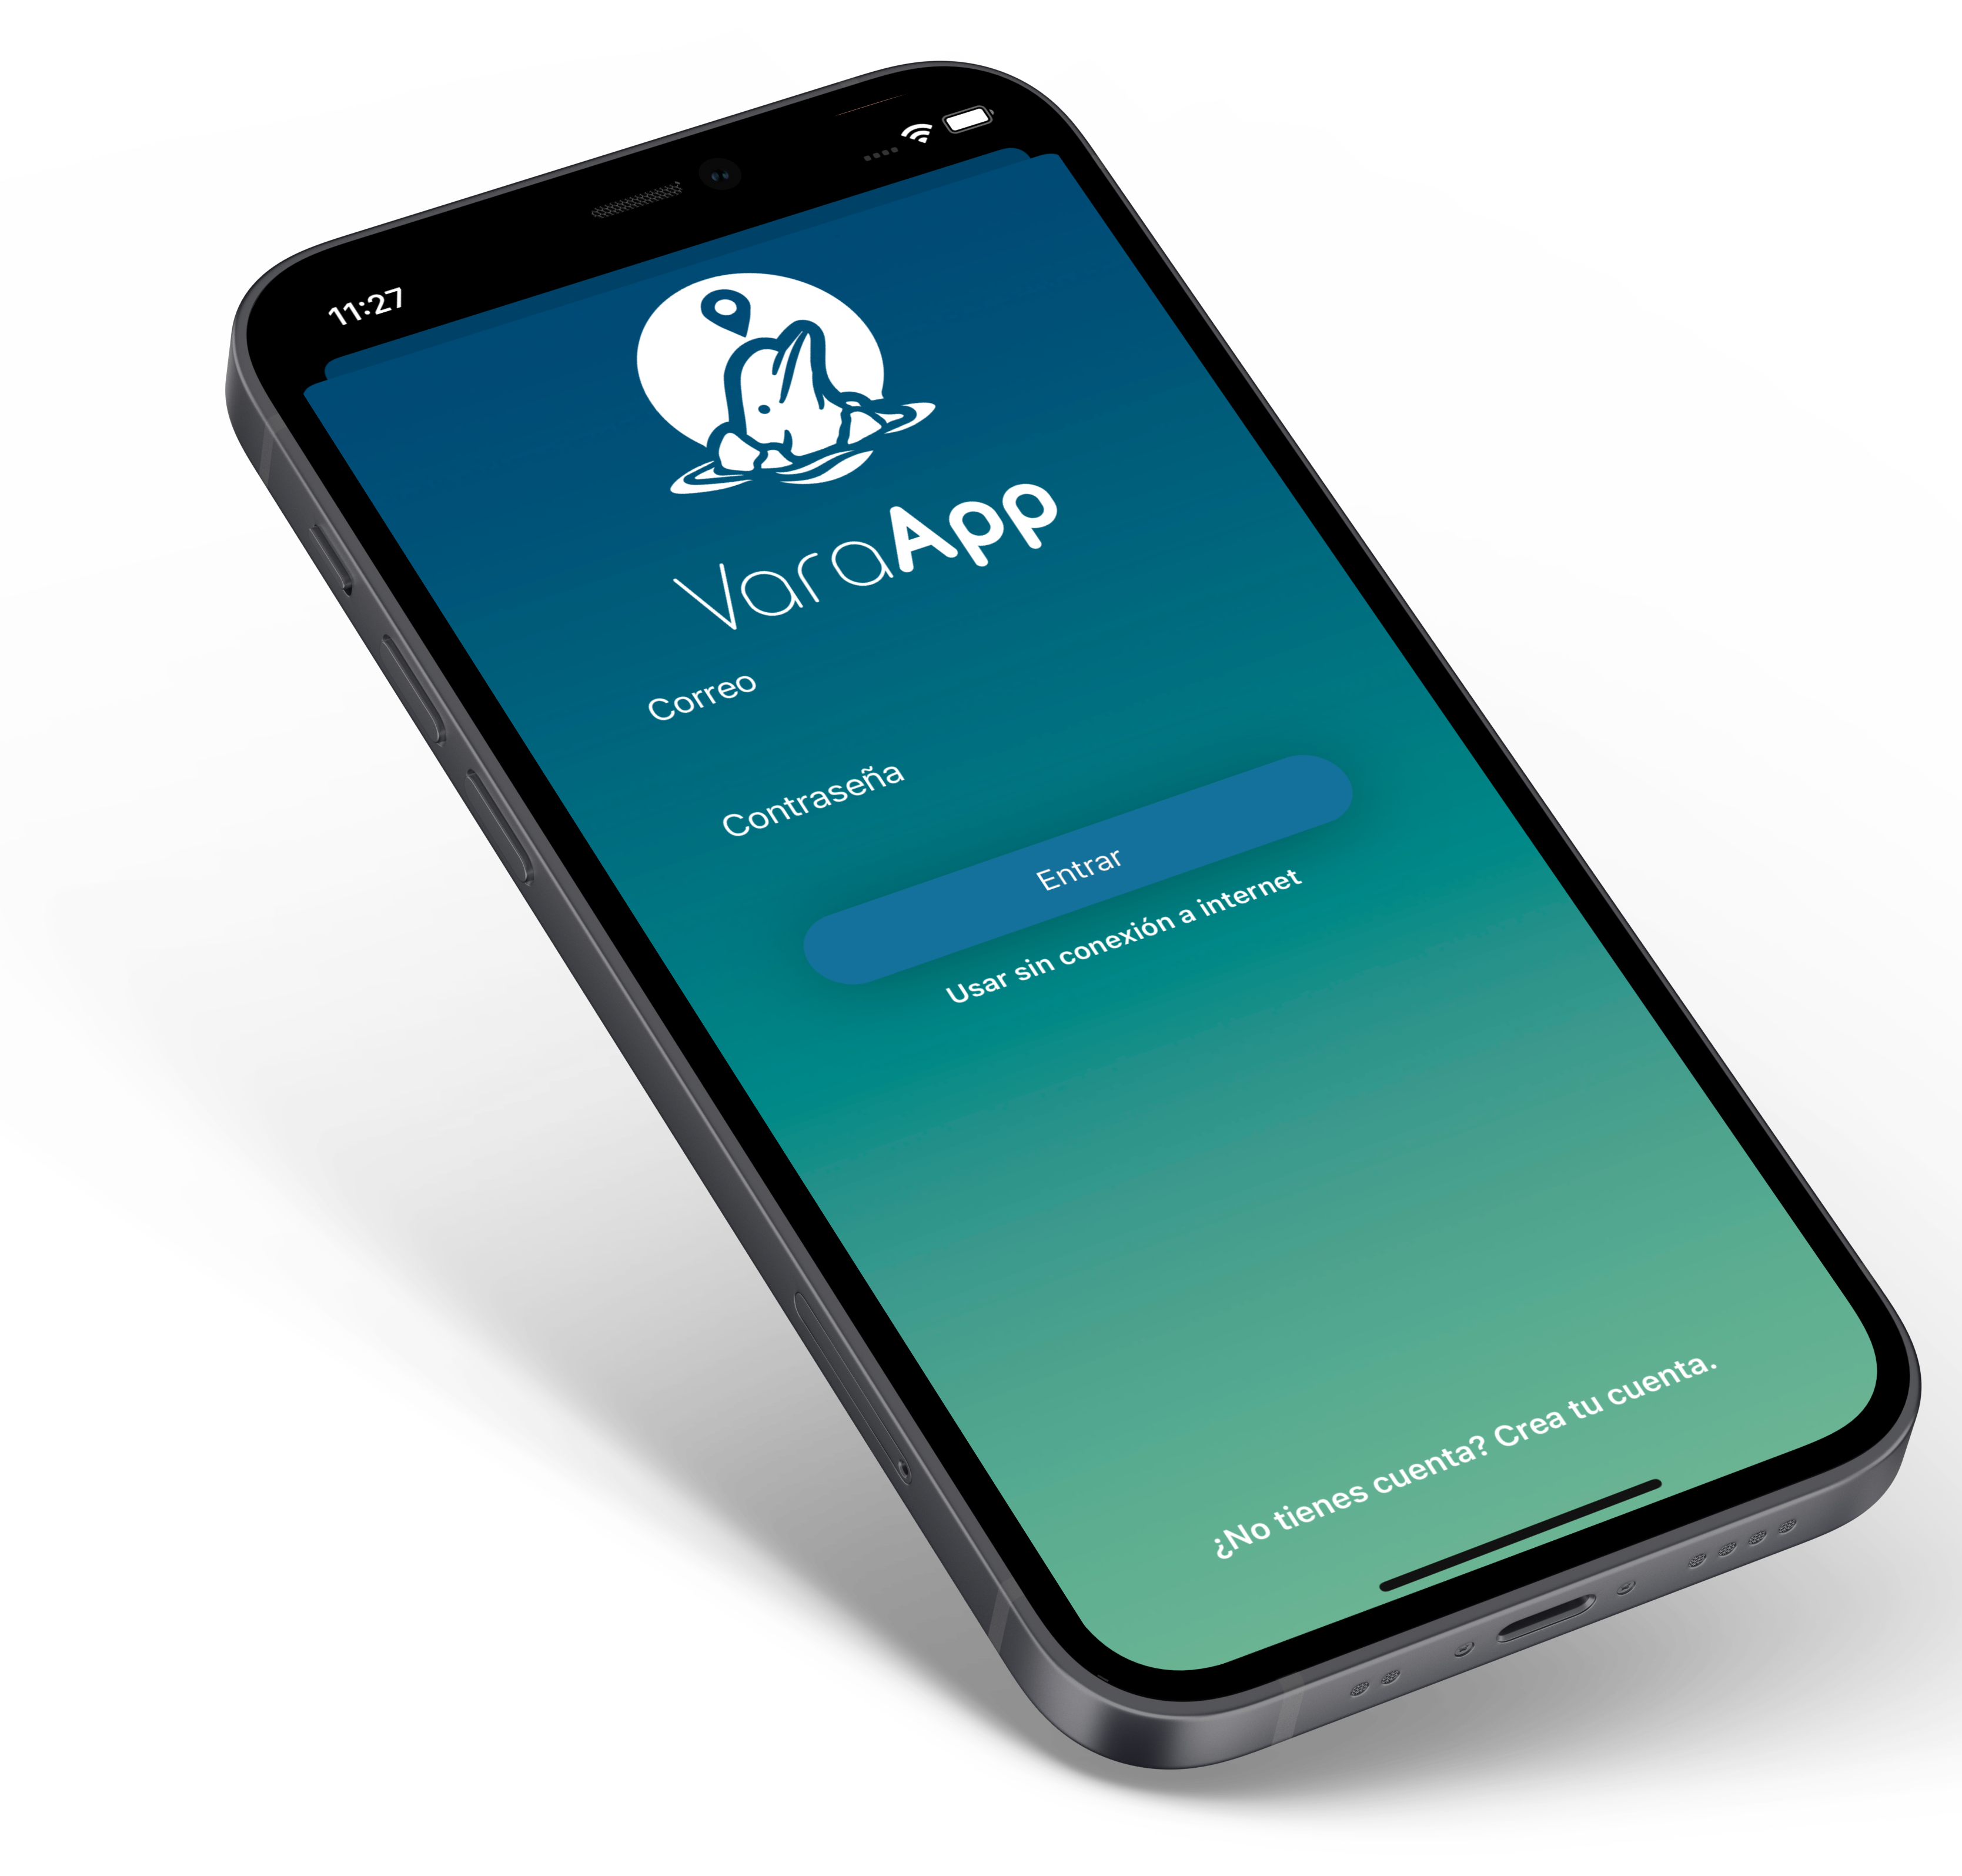 11:27
VaraApp
Correo
Contraseña
Entrar
Usar sin conexión a internet
¿No tienes cuenta? Crea tu cuenta.